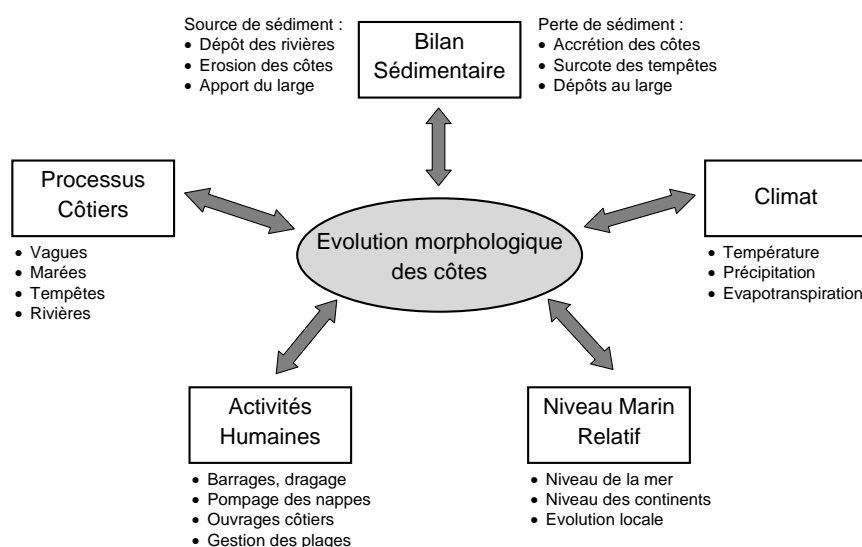 Source de sédiment :
• Dépôt des rivières
• Erosion des côtes
• Apport du large
Bilan
Sédimentaire
Perte de sédiment :
• Accrétion des côtes
• Surcote des tempêtes
• Dépôts au large
Processus
Côtiers
• Vagues
• Marées
• Tempêtes
• Rivières
Climat
• Température
• Précipitation
• Evapotranspiration
Evolution morphologique
des côtes
Activités
Humaines
• Barrages, dragage
• Pompage des nappes
• Ouvrages côtiers
• Gestion des plages
Niveau Marin
Relatif
• Niveau de la mer
• Niveau des continents
• Evolution locale